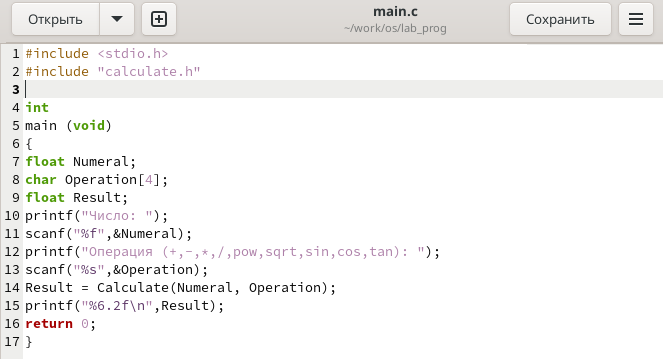 Открыть
main.c
~/work/os/lab_prog
Сохранить
1 #include <stdio.h>
2 #include "calculate.h"
3
4 int
5 main (void)
6 {
7 float Numeral;
8 char Operation[4];
9 float Result;
10 printf("Число: ");
11 scanf("%f",&Numeral);
12 printf("Операция (+,-,*,/,pow,sqrt,sin,cos,tan): ");
13 scanf("%s",&Operation);
14 Result = Calculate(Numeral, Operation);
15 printf("%6.2f\n",Result);
16 return 0;
17 }